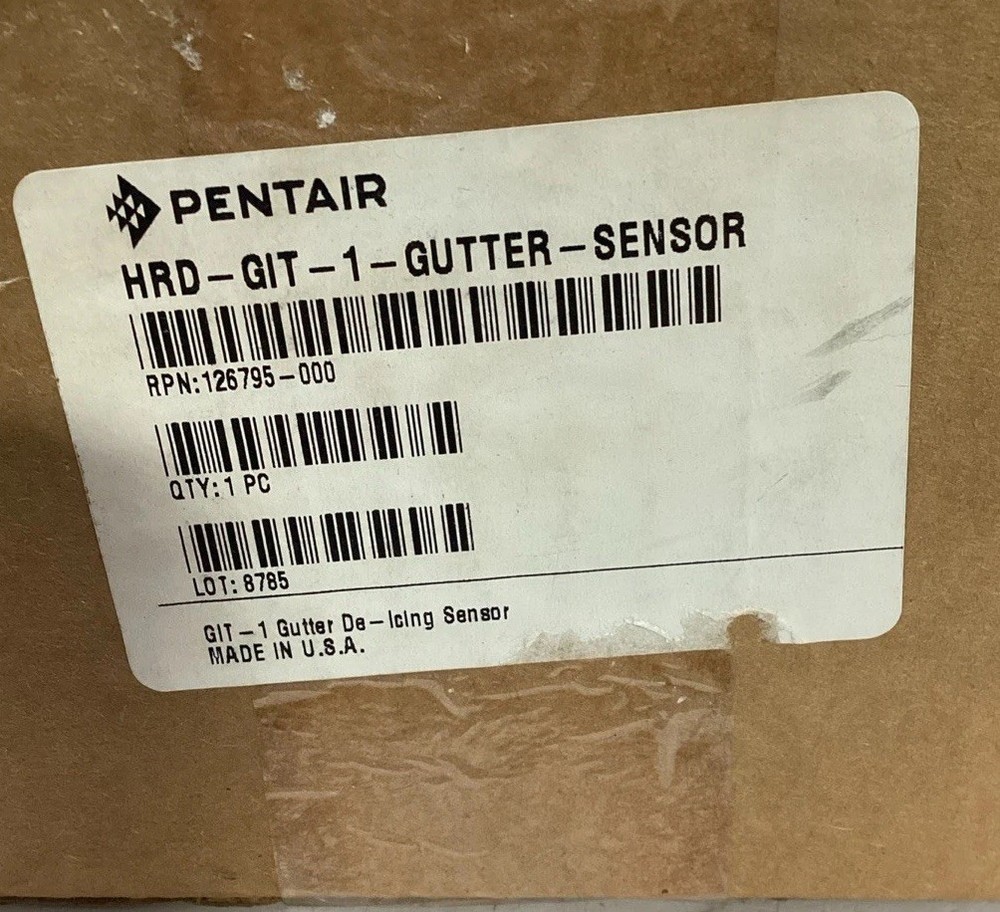 PENTAIR
HRD-GIT-1-GUTTER-SENSOR
RPN:126795-000
QTY:1 PC
LOT: 8785
GIT-1 Gutter De-Icing Sensor
MADE IN U.S.A.